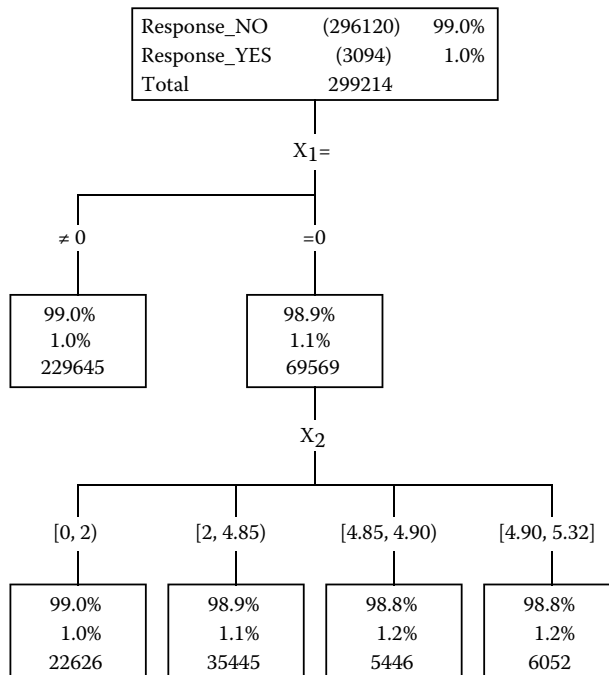 Response_NO (296120) 99.0%
Response_YES (3094) 1.0%
Total 299214
X1=
≠ 0 =0
99.0% 98.9%
1.0% 1.1%
229645 69569
X2
[0, 2) [2, 4.85) [4.85, 4.90) [4.90, 5.32]
99.0% 98.9% 98.8% 98.8%
1.0% 1.1% 1.2% 1.2%
22626 35445 5446 6052